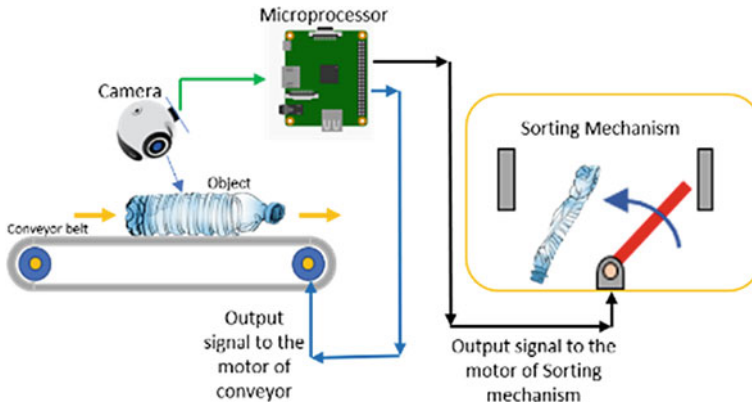 Microprocessor
Camera
Sorting Mechanism
Object
Conveyor belt
Output
signal to the
motor of
conveyor
Output signal to the
motor of Sorting
mechanism